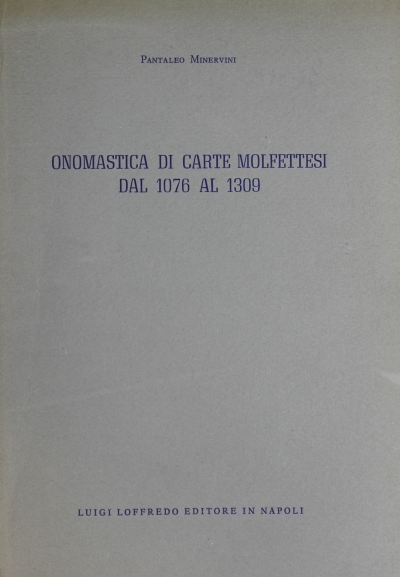 Pantaleo Minervini
ONOMASTICA DI CARTE MOLFETTESI
DAL 1076 AL 1309
LUIGI LOFFREDO EDITORE IN NAPOLI